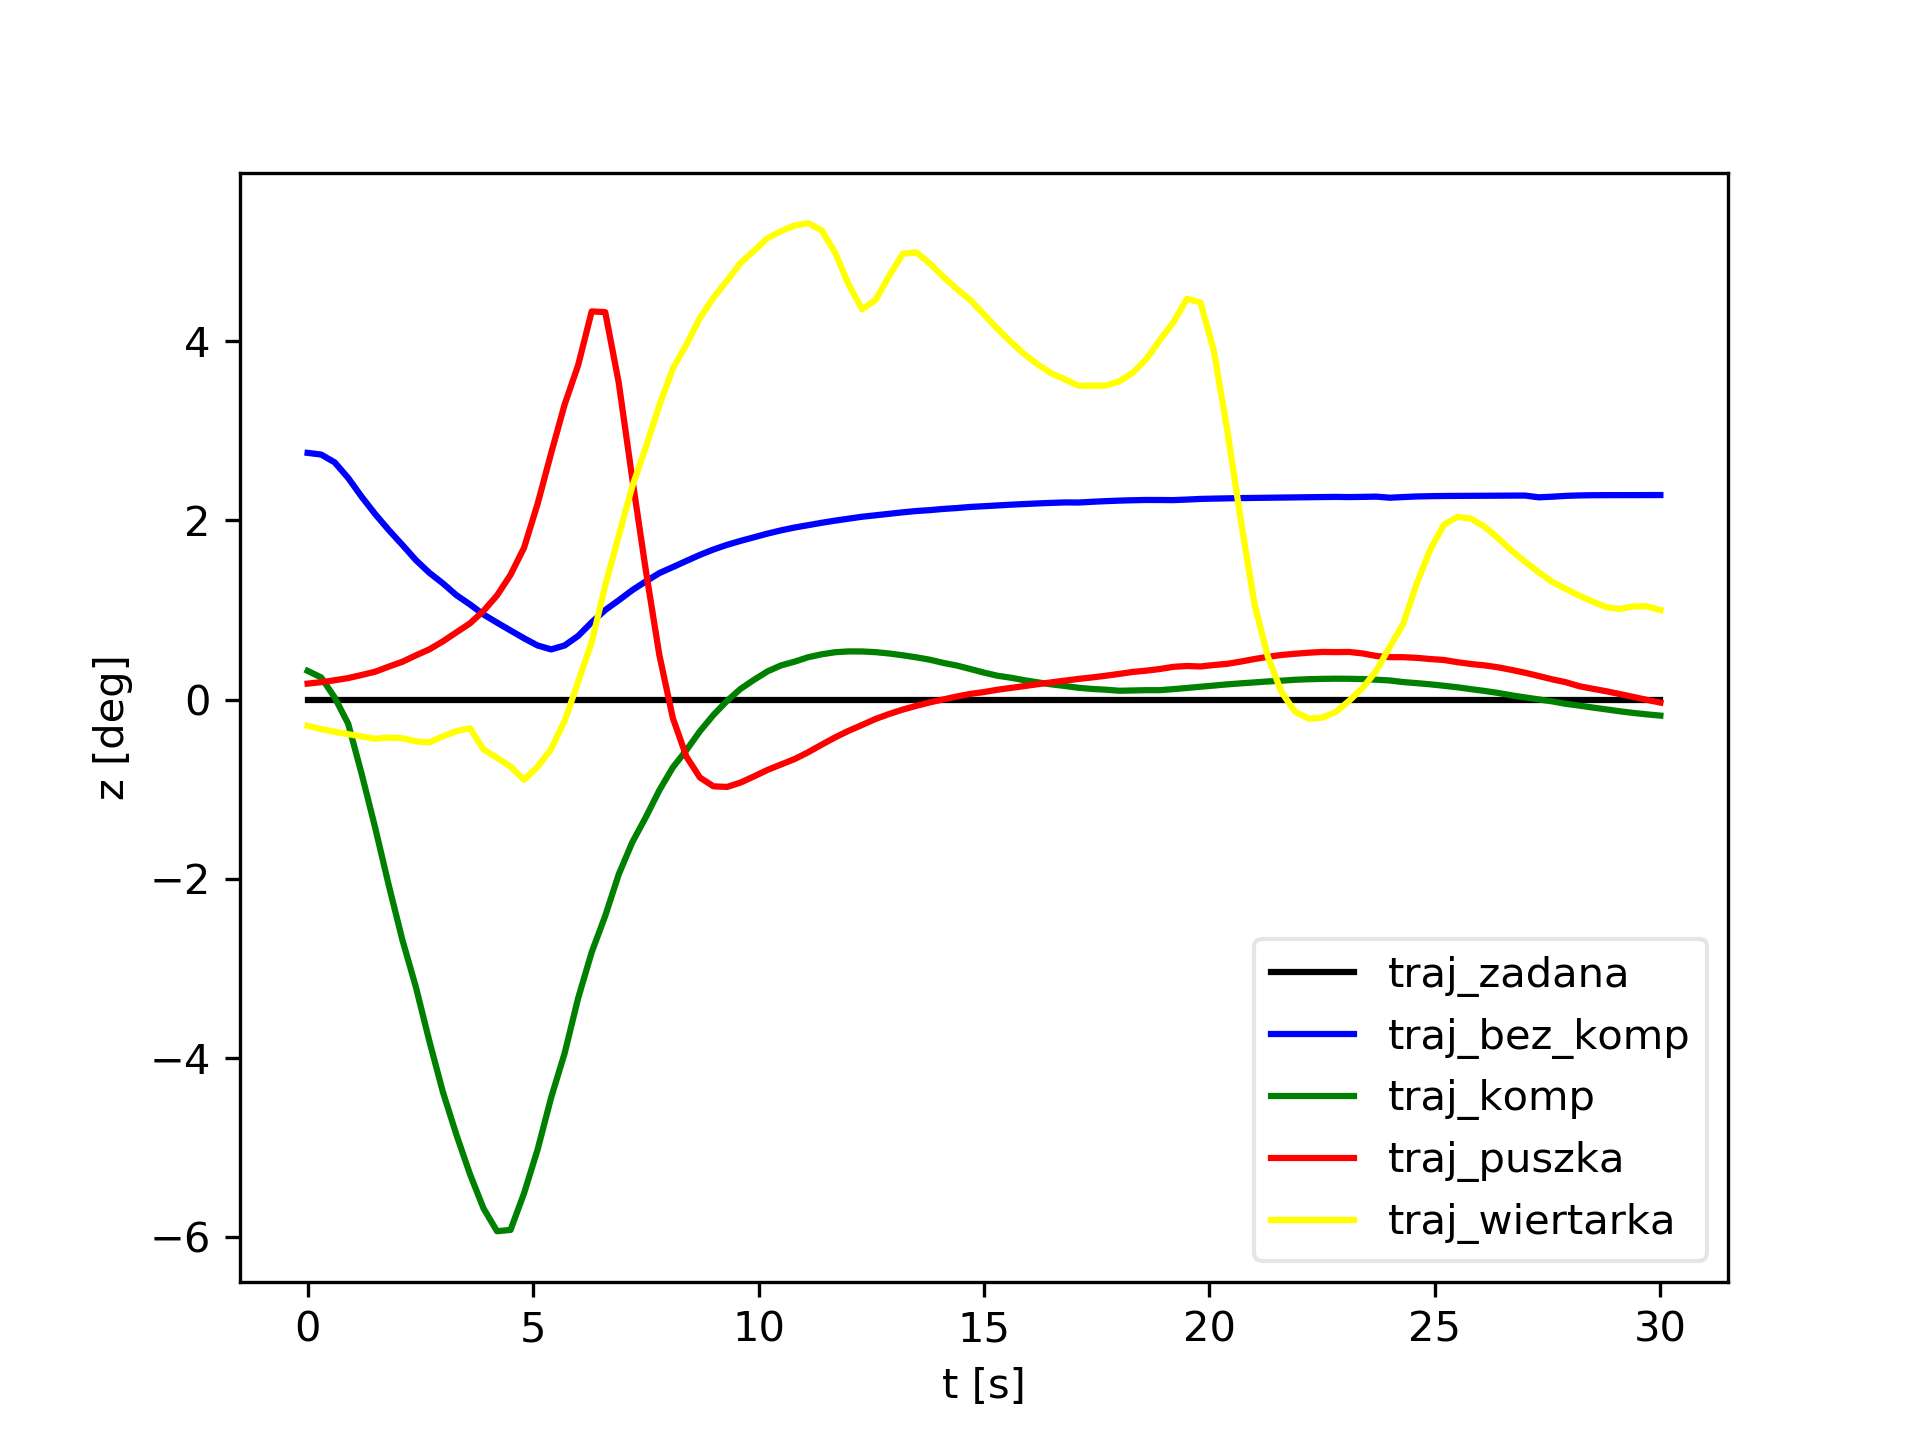 z [deg]
4
2
0
−2
−4
−6
0 5 10 15 20 25 30
t [s]
traj_zadana
traj_bez_komp
traj_komp
traj_puszka
traj_wiertarka